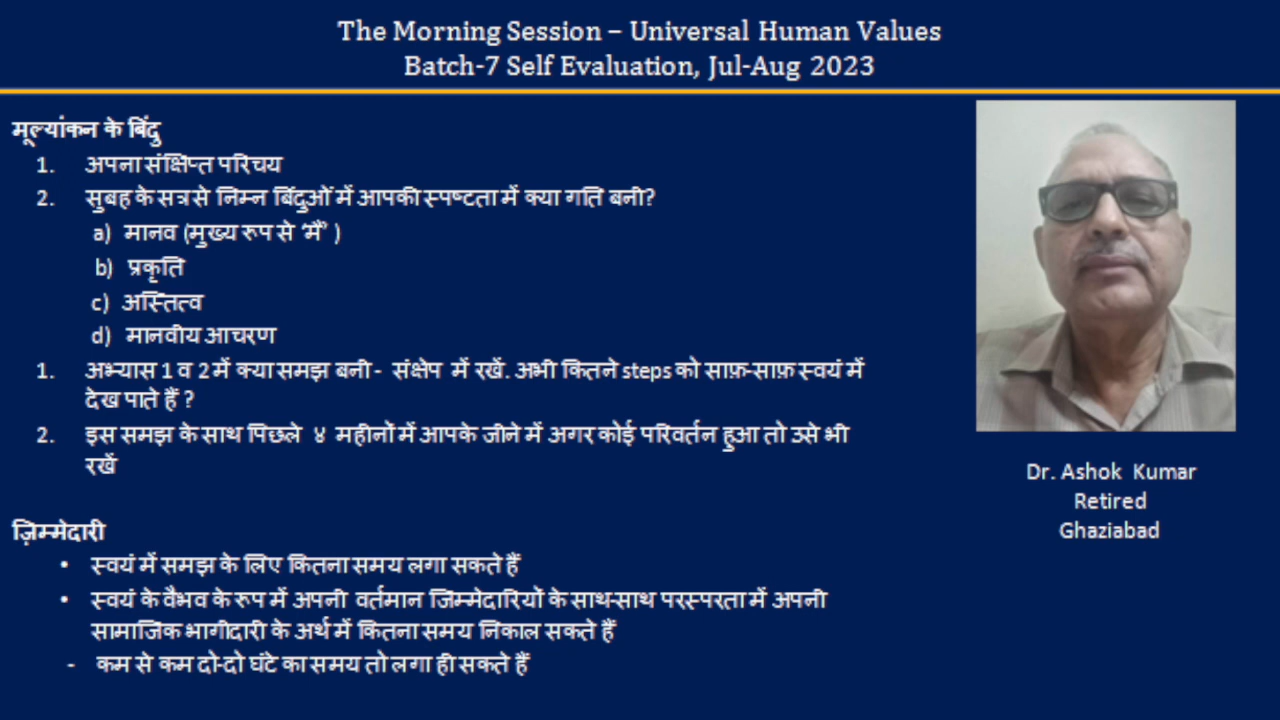 The Morning Session – Universal Human Values
Batch-7 Self Evaluation, Jul-Aug 2023
मूल्यांकन के बिंदु
1. अपना संक्षिप्त परिचय
2. सुबह के सत्र से निम्न बिंदुओं में आपकी स्पष्टता में क्या गति बनी?
a) मानव (मुख्य रूप से ‘मैं’ )
b) प्रकृति
c) अस्तित्व
d) मानवीय आचरण
1. अभ्यास 1 व 2 में क्या समझ बनी - संक्षेप में रखें. अभी कितने steps को साफ़-साफ़ स्वयं में
देख पाते हैं ?
2. इस समझ के साथ पिछले ४ महीनों में आपके जीने में अगर कोई परिवर्तन हुआ तो उसे भी
रखें
ज़िम्मेदारी
• स्वयं में समझ के लिए कितना समय लगा सकते हैं
• स्वयं के वैभव के रूप में अपनी वर्तमान जिम्मेदारियों के साथ-साथ परस्परता में अपनी
सामाजिक भागीदारी के अर्थ में कितना समय निकाल सकते हैं
- कम से कम दो-दो घंटे का समय तो लगा ही सकते हैं
Dr. Ashok Kumar
Retired
Ghaziabad